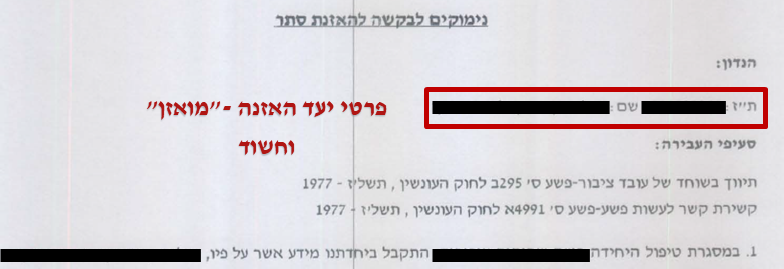 נימוקים לבקשה להאזנת סתר
הנדון:
ת״ז: שם:
פרטי יעד האזנה - "מואזן"
וחשוד
סעיפי העבירה:
תיווך בשוחד של עובד ציבור-פשע ס' 295ב לחוק העונשין, תשל״ז - 1977
קשירת קשר לעשות פשע-פשע ס' 4991א לחוק העונשין, תשל״ז - 1977
1. במסגרת טיפול היחידה התקבל ביחדתנו מידע אשר על פיו,